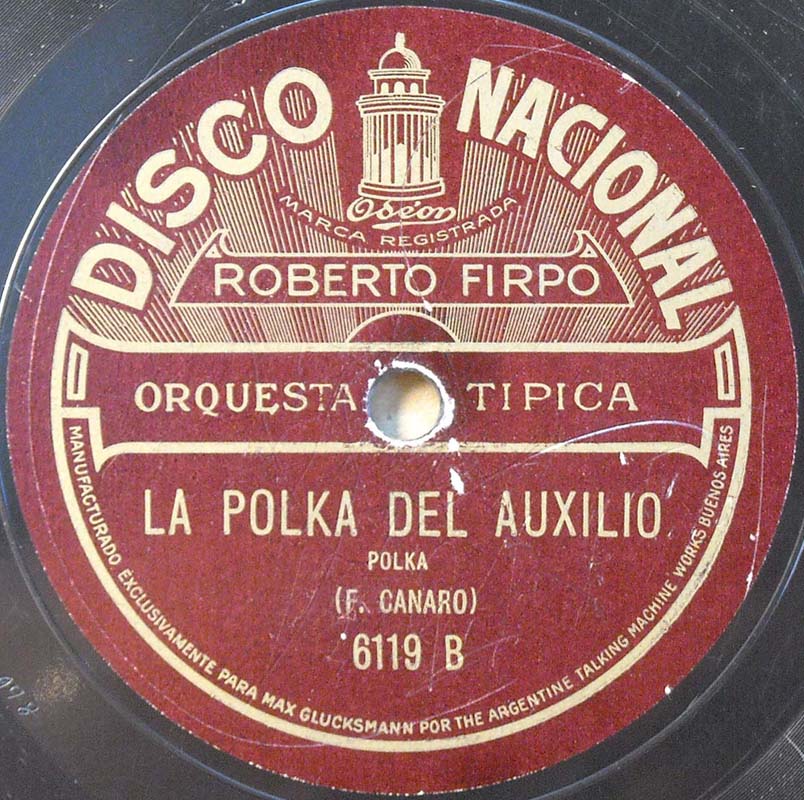 DISCO NACIONAL
Odeón
MARCA REGISTRADA
ROBERTO FIRPO
ORQUESTA TIPICA
LA POLKA DEL AUXILIO
POLKA
(F. CANARO)
6119 B
MANUFACTURADO EXCLUSIVAMENTE PARA MAX GLUCKSMANN POR THE ARGENTINE TALKING MACHINE WORKS BUENOS AIRES